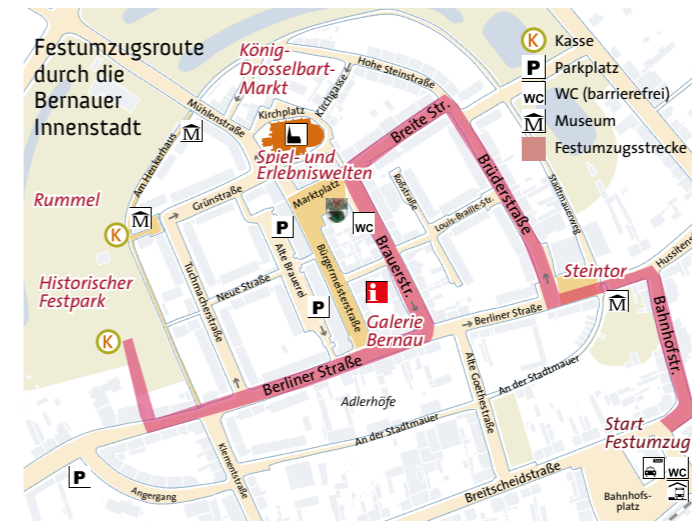 Festumzugsroute
durch die
Bernauer
Innenstadt
König-
Drosselbart-
Markt
K Kasse
P Parkplatz
WC WC (barrierefrei)
M Museum
Festumzugsstrecke
Hohe Steinstraße
Kirchgasse
Mühlenstraße
Kirchplatz
Breite Str.
Am Henkerhaus
M
Spiel- und
Erlebniswelten
Rummel
M
Grünstraße
Marktplatz
Roßstraße
Brüderstraße
Stadtmauerweg
K
P
WC
Louis-Braille-Str.
Brauerstr.
Hussitens
Historischer
Festpark
Tuchmacherstraße
Neue Straße
Alte Brauerei
Bürgermeisterstraße
Steintor
P
i
Galerie
Bernau
Berliner Straße
M
Bahnhofstr.
K
Berliner Straße
Adlerhöfe
Alte Goethestraße
An der Stadtmauer
An der Stadtmauer
Klementstraße
Start
Festumzug
P
Angergang
Breitscheidstraße
WC
Bahnhofs-
platz